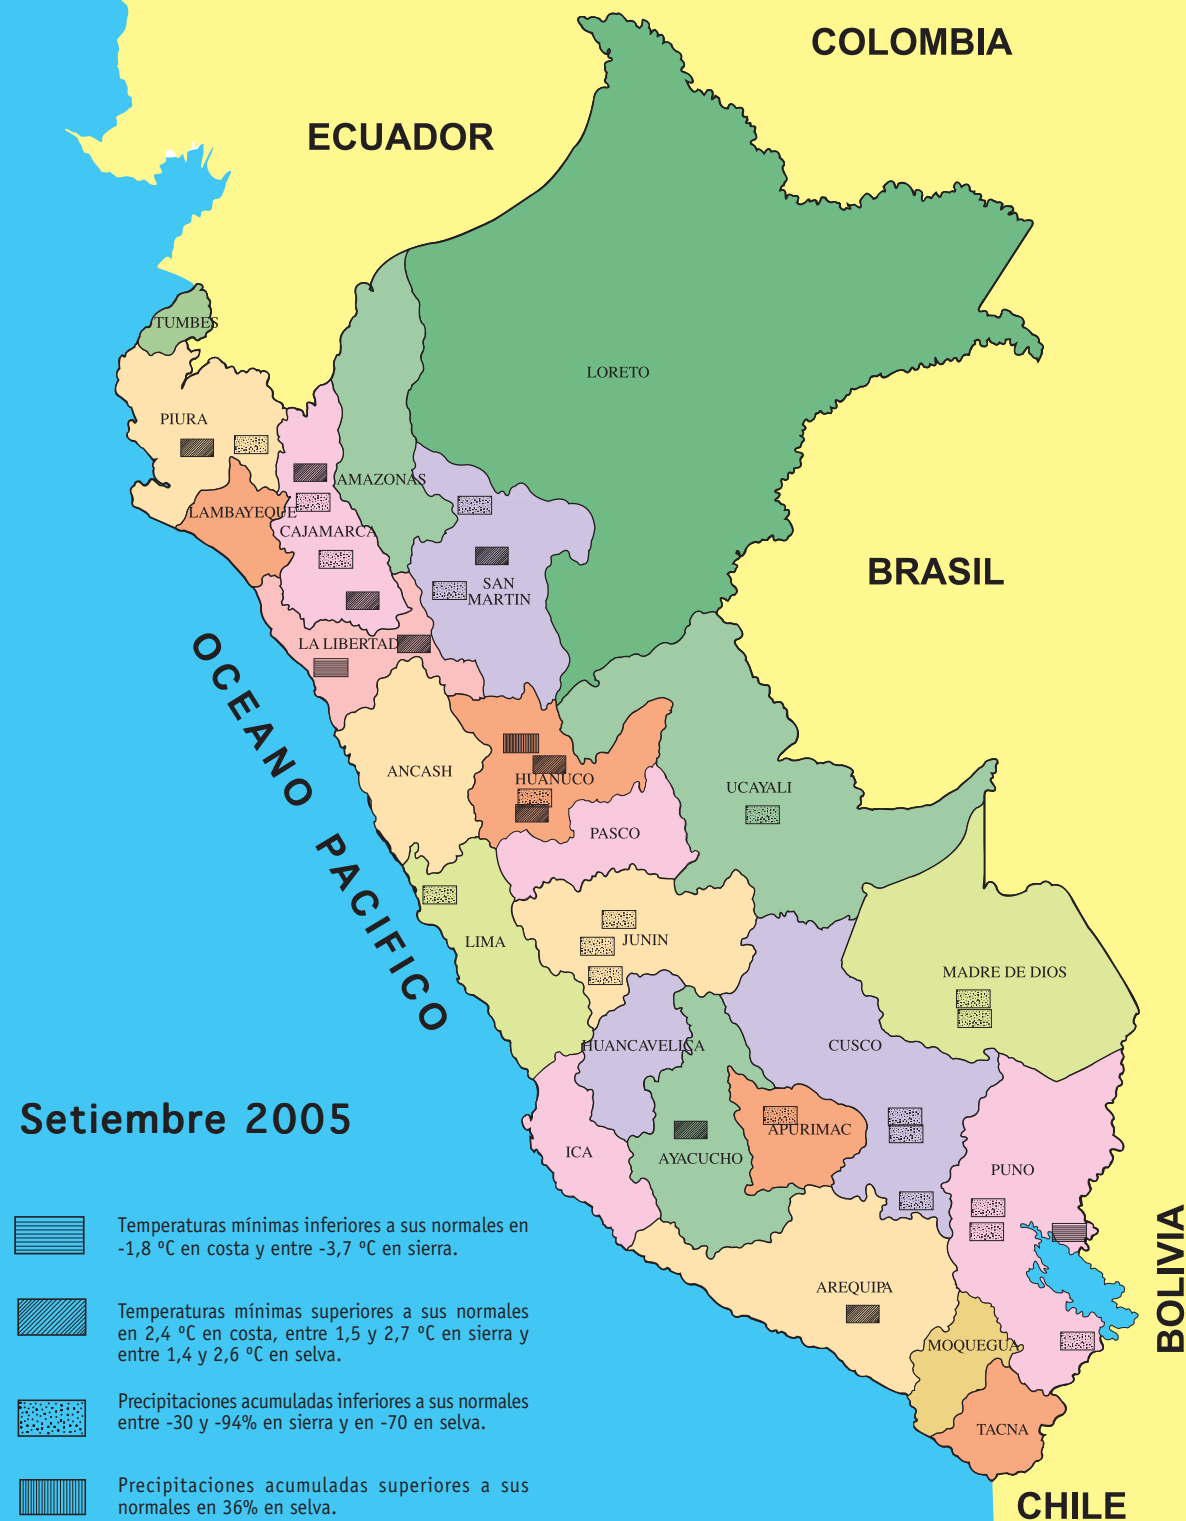 COLOMBIA
ECUADOR
TUMBES
LORETO
PIURA
AMAZONAS
LAMBAYEQUE
CAJAMARCA
BRASIL
SAN
MARTIN
LA LIBERTAD
OCEANO PACIFICO
ANCASH
HUANUCO
UCAYALI
PASCO
LIMA
JUNIN
MADRE DE DIOS
HUANCAVELICA
CUSCO
Setiembre 2005
APURIMAC
ICA
AYACUCHO
PUNO
BOLIVIA
Temperaturas mínimas inferiores a sus normales en
-1,8 ºC en costa y entre -3,7 ºC en sierra.
AREQUIPA
Temperaturas mínimas superiores a sus normales
en 2,4 ºC en costa, entre 1,5 y 2,7 ºC en sierra y
entre 1,4 y 2,6 ºC en selva.
MOQUEGUA
Precipitaciones acumuladas inferiores a sus normales
entre -30 y -94% en sierra y en -70 en selva.
TACNA
Precipitaciones acumuladas superiores a sus
normales en 36% en selva.
CHILE